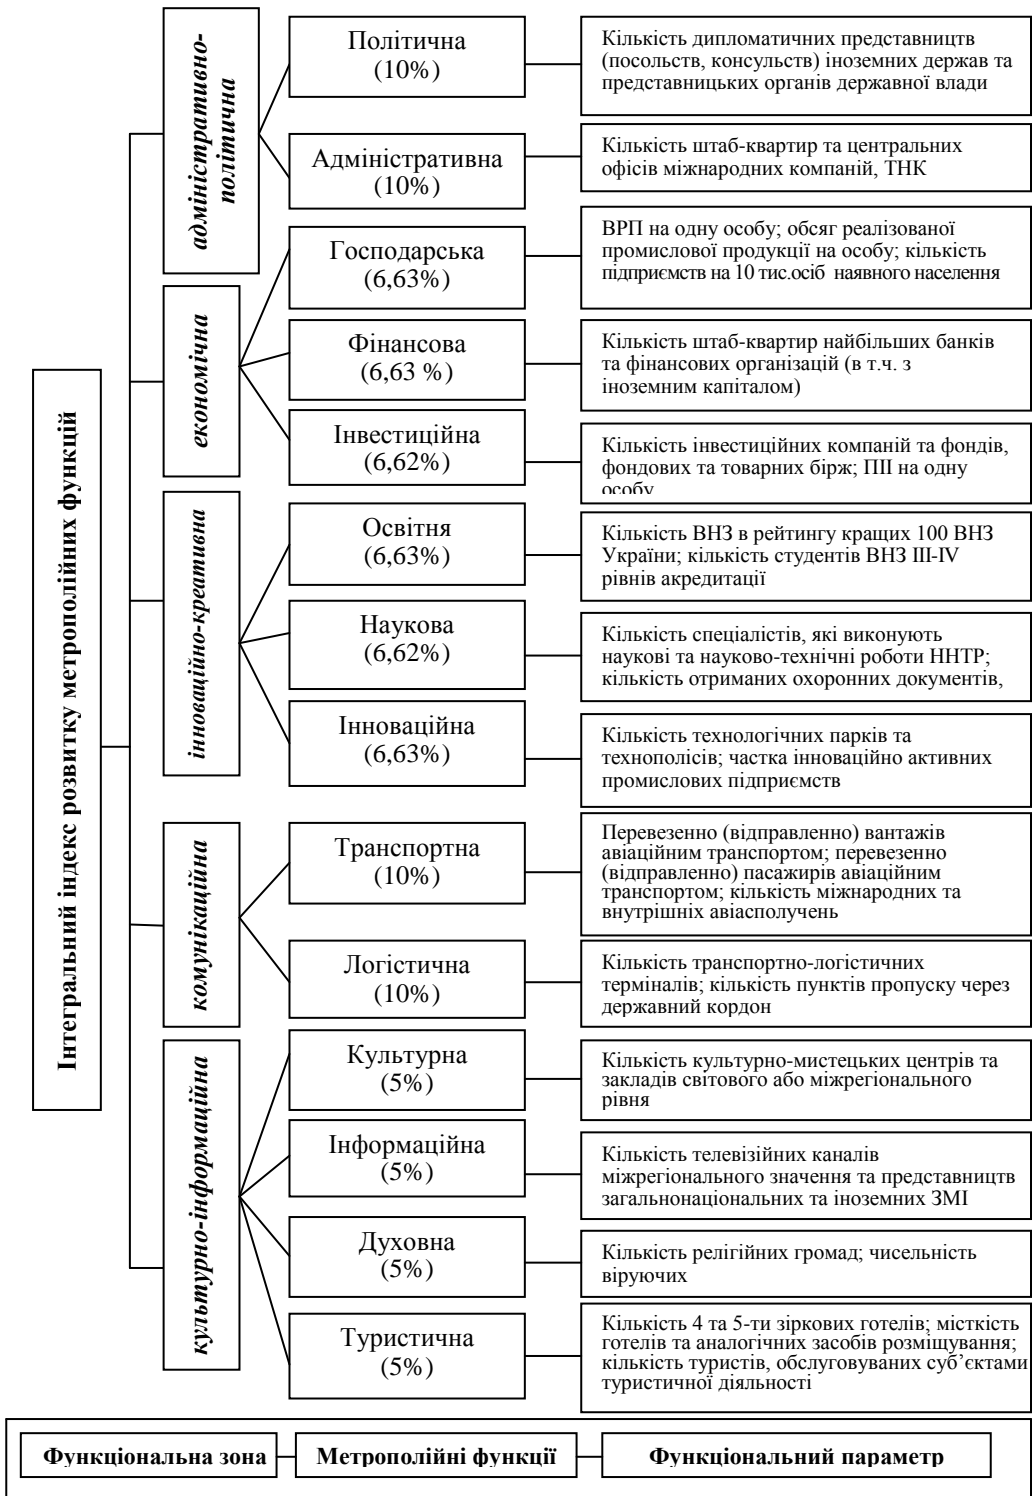 Інтегральний індекс розвитку метрополійних функцій
адміністративно-
політична
Політична
(10%)
Кількість дипломатичних представництв
(посольств, консульств) іноземних держав та
представницьких органів державної влади
Адміністративна
(10%)
Кількість штаб-квартир та центральних
офісів міжнародних компаній, ТНК
економічна
Господарська
(6,63%)
ВРП на одну особу; обсяг реалізованої
промислової продукції на особу; кількість
підприємств на 10 тис.осіб наявного населення
Фінансова
(6,63 %)
Кількість штаб-квартир найбільших банків
та фінансових організацій (в т.ч. з
іноземним капіталом)
Інвестиційна
(6,62%)
Кількість інвестиційних компаній та фондів,
фондових та товарних бірж; ПІІ на одну
особу
інноваційно-креативна
Освітня
(6,63%)
Кількість ВНЗ в рейтингу кращих 100 ВНЗ
України; кількість студентів ВНЗ III-IV
рівнів акредитації
Наукова
(6,62%)
Кількість спеціалістів, які виконують
наукові та науково-технічні роботи ННТР;
кількість отриманих охоронних документів,
Інноваційна
(6,63%)
Кількість технологічних парків та
технополісів; частка інноваційно активних
промислових підприємств
комунікаційна
Транспортна
(10%)
Перевезенно (відправленно) вантажів
авіаційним транспортом; перевезенно
(відправленно) пасажирів авіаційним
транспортом; кількість міжнародних та
внутрішніх авіасполучень
Логістична
(10%)
Кількість транспортно-логістичних
терміналів; кількість пунктів пропуску через
державний кордон
культурно-інформаційна
Культурна
(5%)
Кількість культурно-мистецьких центрів та
закладів світового або міжрегіонального
рівня
Інформаційна
(5%)
Кількість телевізійних каналів
міжрегіонального значення та представництв
загальнонаціональних та іноземних ЗМІ
Духовна
(5%)
Кількість релігійних громад; чисельність
віруючих
Туристична
(5%)
Кількість 4 та 5-ти зіркових готелів; місткість
готелів та аналогічних засобів розміщування;
кількість туристів, обслуговуваних суб’єктами
туристичної діяльності
Функціональна зона
Метрополійні функції
Функціональний параметр